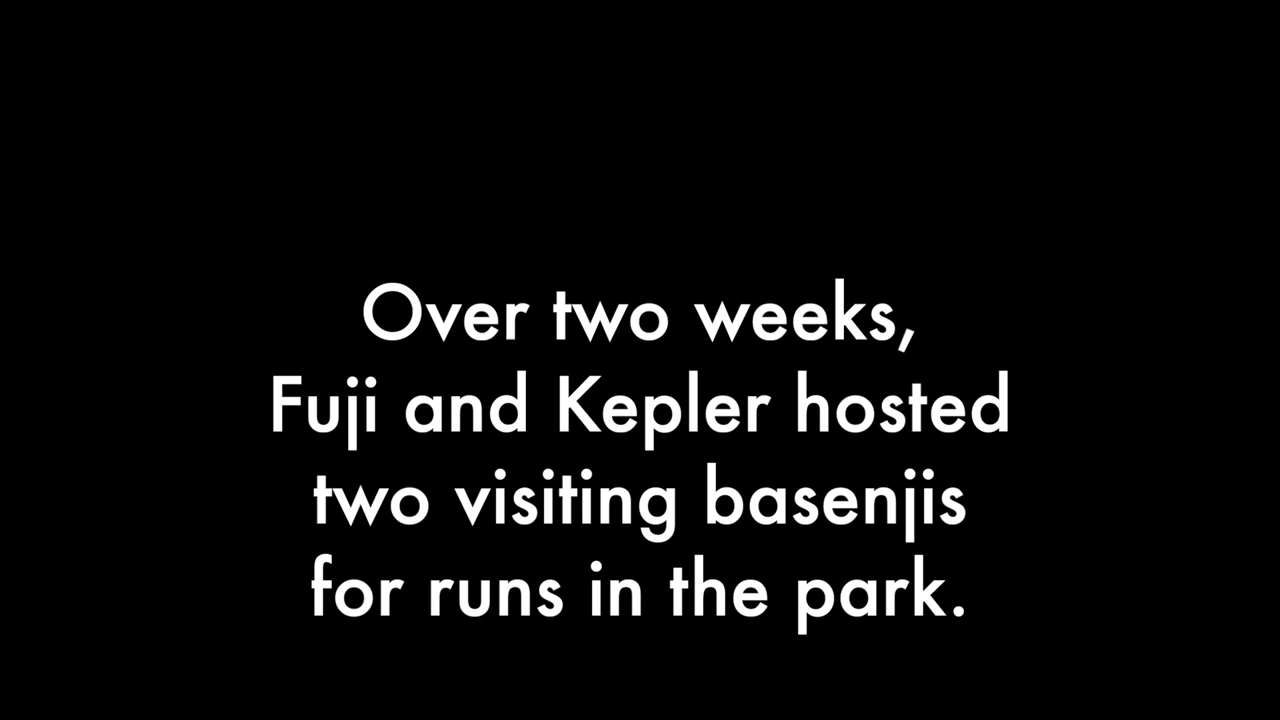 Over two weeks,
Fuji and Kepler hosted
two visiting basenjis
for runs in the park.